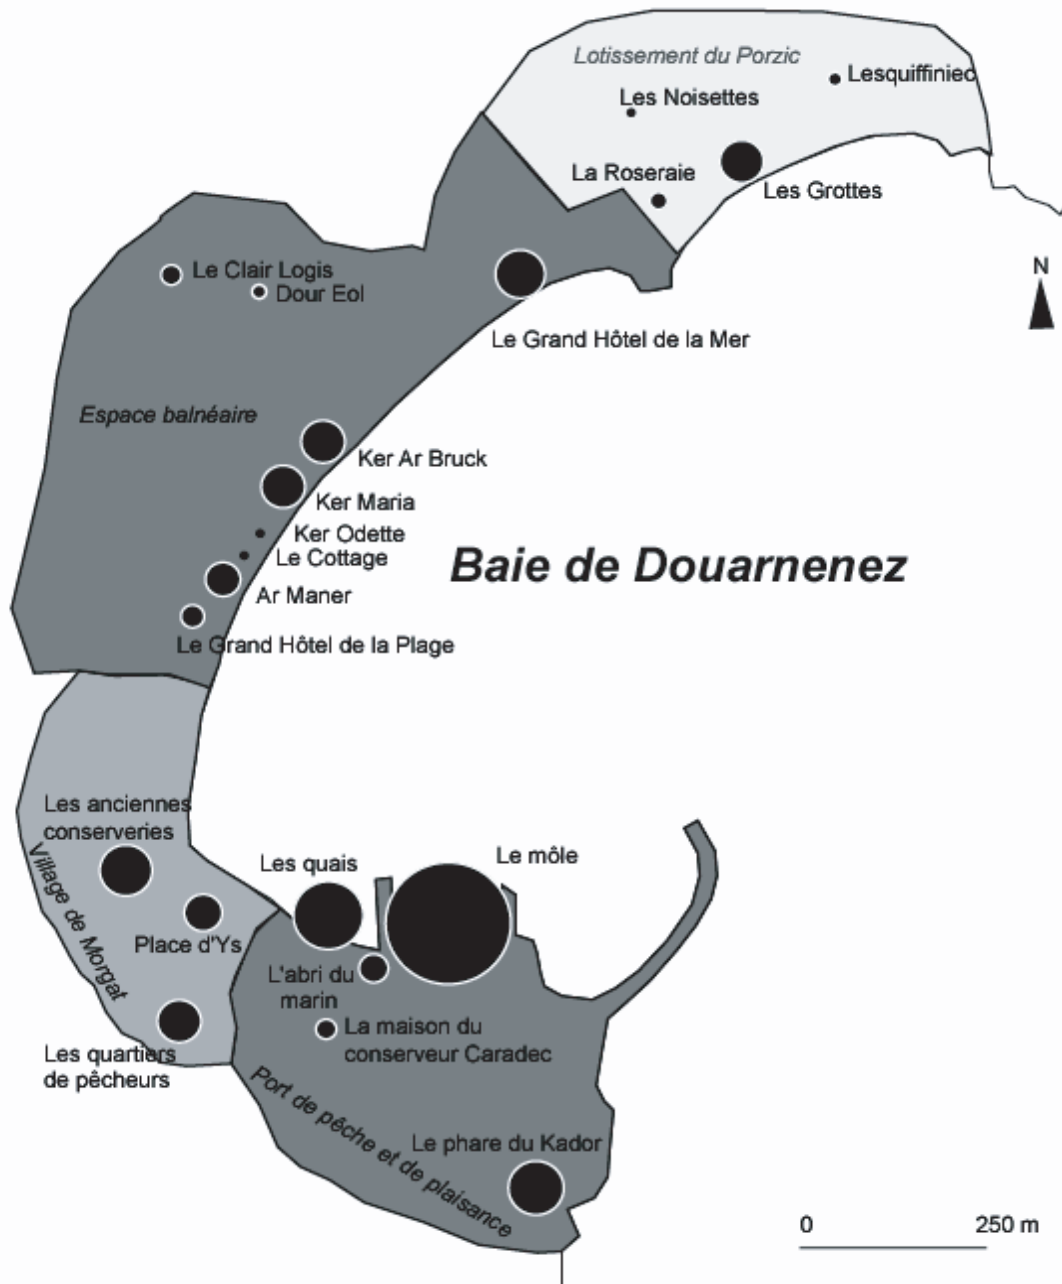 Lotissement du Porzic
Lesquiffiniec
Les Noisettes
La Roseraie
Les Grottes
N
Le Clair Logis
Dour Eol
Le Grand Hôtel de la Mer
Espace balnéaire
Ker Ar Bruck
Ker Maria
Ker Odette
Le Cottage
Baie de Douarnenez
Ar Maner
Le Grand Hôtel de la Plage
Les anciennes
conserveries
Village de Morgat
Les quais
Le môle
Place d'Ys
L'abri du
marin
La maison du
conserveur Caradec
Les quartiers
de pêcheurs
Port de pêche et de plaisance
Le phare du Kador
0 250 m